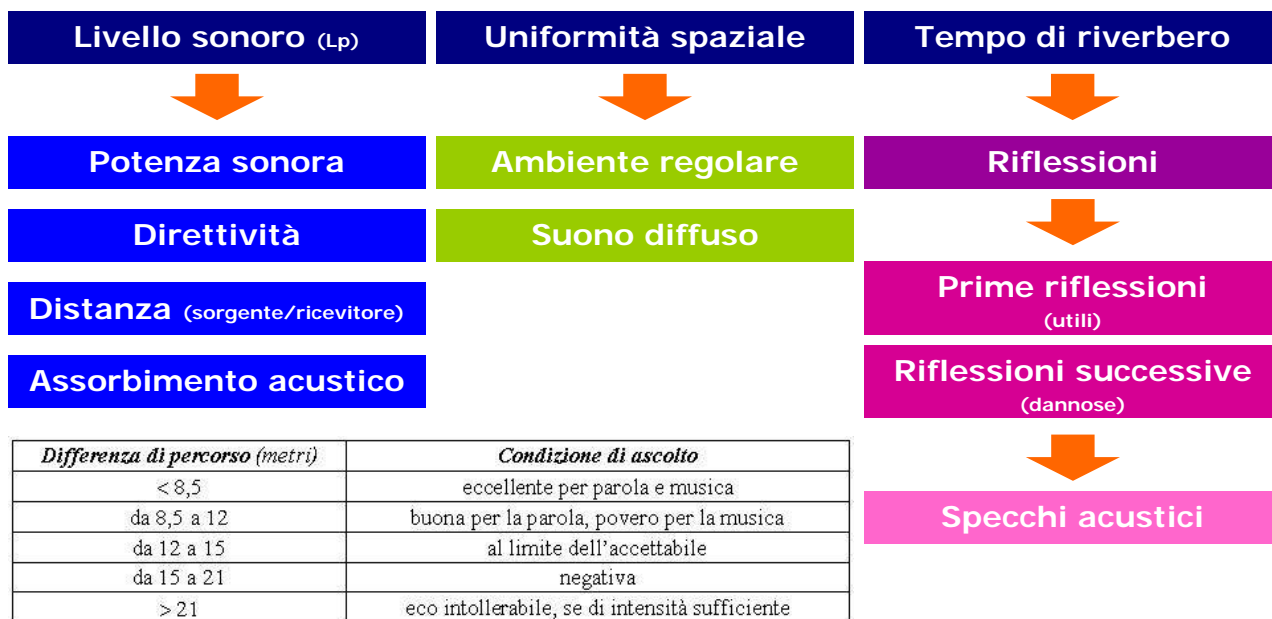 Livello sonoro (Lp)
Potenza sonora
Direttività
Distanza (sorgente/ricevitore)
Assorbimento acustico
Uniformità spaziale
Ambiente regolare
Suono diffuso
Tempo di riverbero
Riflessioni
Prime riflessioni
(utili)
Riflessioni successive
(dannose)
Specchi acustici
Differenza di percorso (metri) Condizione di ascolto
< 8,5 eccellente per parola e musica
da 8,5 a 12 buona per la parola, povero per la musica
da 12 a 15 al limite dell'accettabile
da 15 a 21 negativa
> 21 eco intollerabile, se di intensità sufficiente